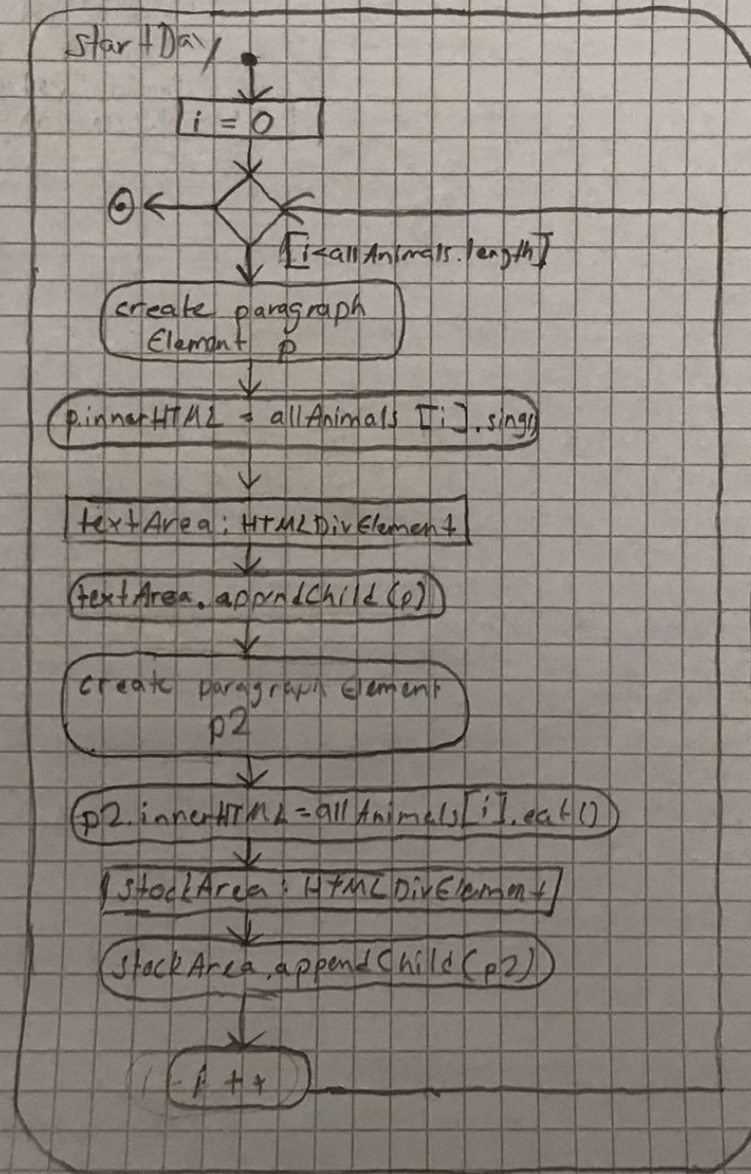 startDay
i = 0
[i<allAnimals.length]
create paragraph
Element p
p.innerHTML = allAnimals [i].sing()
textArea: HTMLDivElement
textArea.appndChild(p)
create paragraph Element
p2
p2.innerHTML=allAnimals[i].eat()
stockArea: HTMLDivElement
stockArea.appendChild(p2)
i++